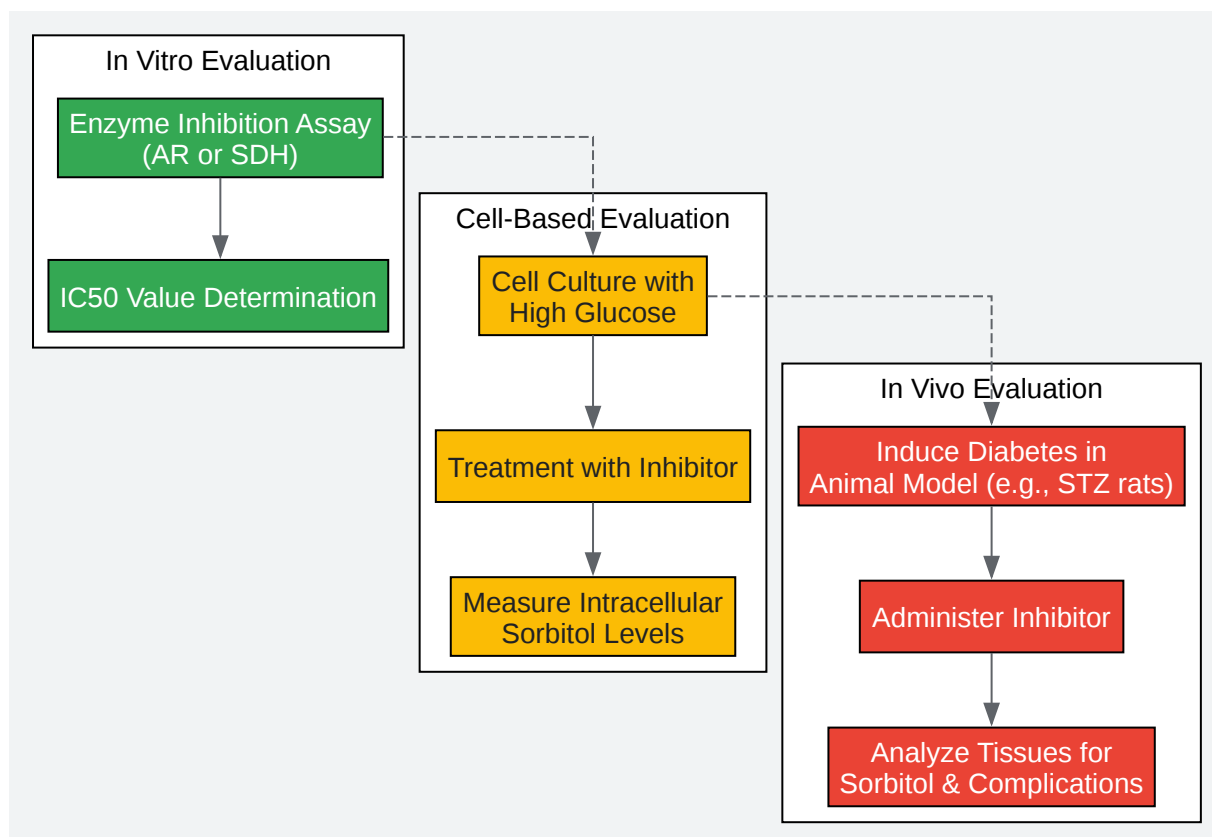 In Vitro Evaluation
Enzyme Inhibition Assay
(AR or SDH)
IC50 Value Determination
Cell-Based Evaluation
Cell Culture with
High Glucose
Treatment with Inhibitor
Measure Intracellular
Sorbitol Levels
In Vivo Evaluation
Induce Diabetes in
Animal Model (e.g., STZ rats)
Administer Inhibitor
Analyze Tissues for
Sorbitol & Complications